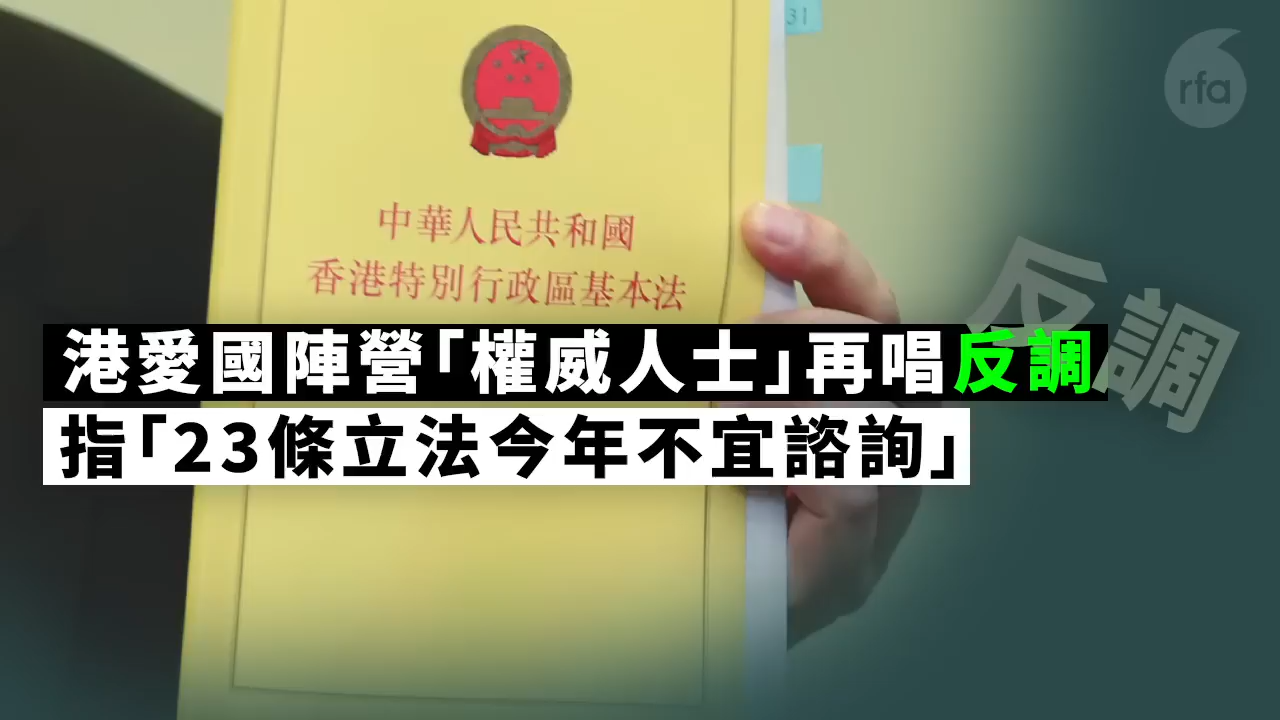 31
rfa
中華人民共和國
香港特別行政區基本法
反調
港愛國陣營「權威人士」再唱反調
指「23條立法今年不宜諮詢」